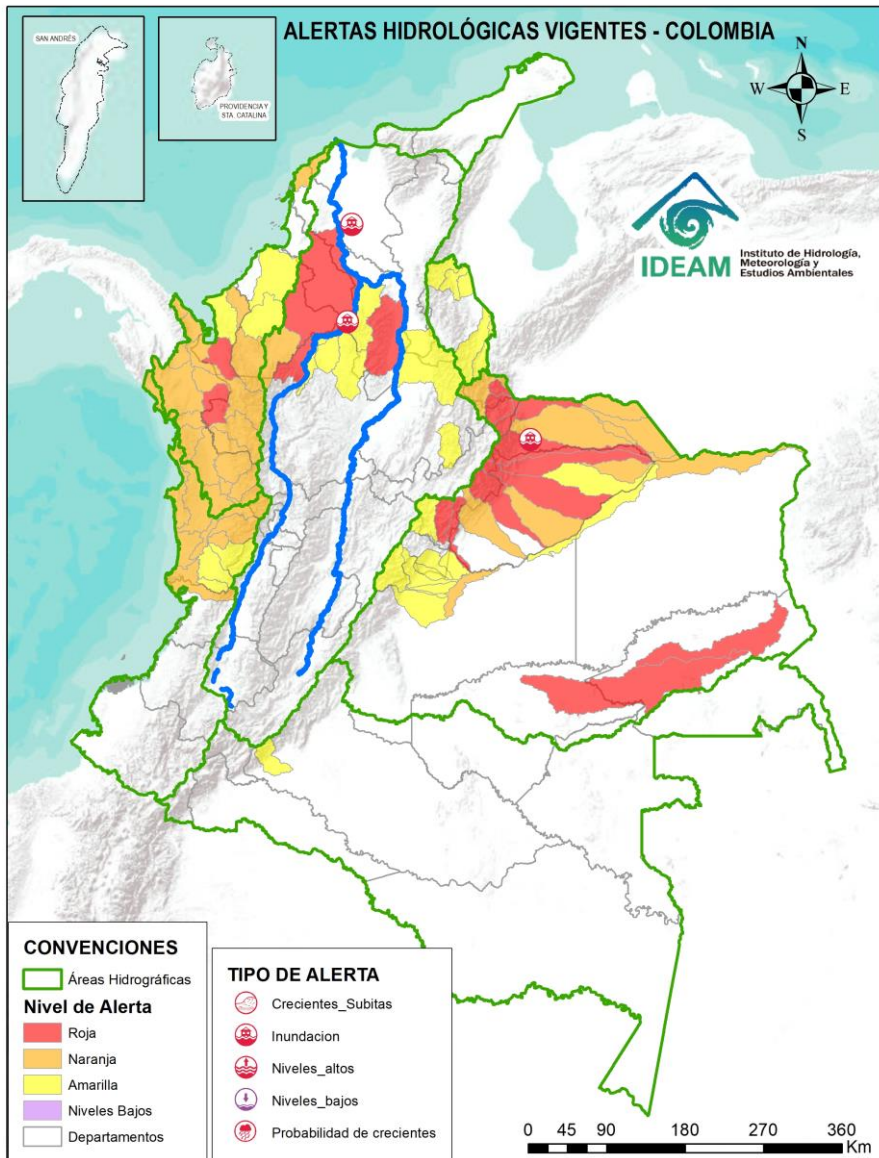 ALERTAS HIDROLÓGICAS VIGENTES - COLOMBIA
SAN ANDRÉS
PROVIDENCIA Y
STA. CATALINA
N
W
E
S
IDEAM
Instituto de Hidrología,
Meteorología y
Estudios Ambientales
CONVENCIONES
Áreas Hidrográficas
Nivel de Alerta
Roja
Naranja
Amarilla
Niveles Bajos
Departamentos
TIPO DE ALERTA
Crecientes_Subitas
Inundacion
Niveles_altos
Niveles_bajos
Probabilidad de crecientes
0 45 90 180 270 360
Km